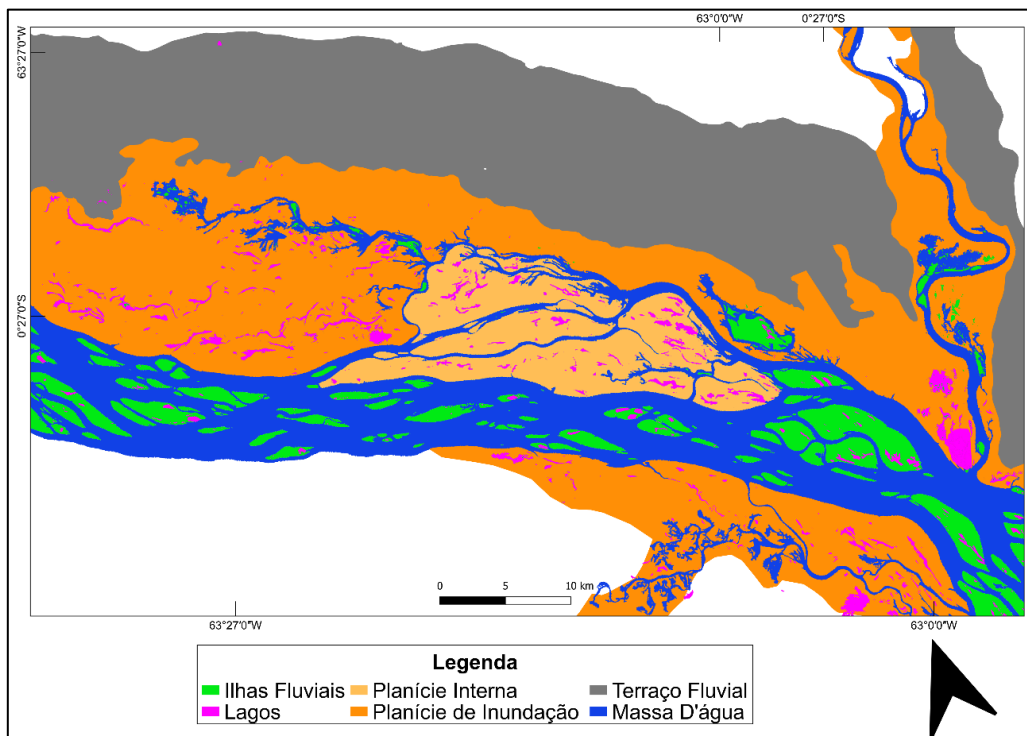 63°0'0"W 0°27'0"S
63°27'0"W
0°27'0"S
0 5 10 km
63°27'0"W 63°0'0"W
Legenda
Ilhas Fluviais Planície Interna Terraço Fluvial
Lagos Planície de Inundação Massa D'água